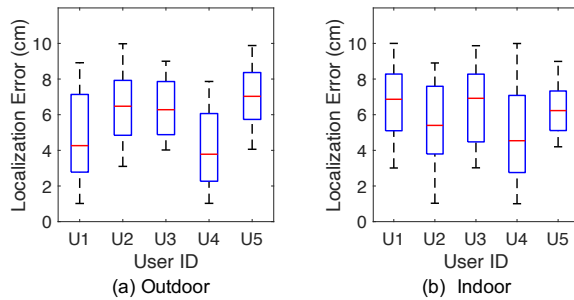 Localization Error (cm)
10
8
6
4
2
0
U1 U2 U3 U4 U5
User ID
(a) Outdoor
Localization Error (cm)
10
8
6
4
2
0
U1 U2 U3 U4 U5
User ID
(b) Indoor